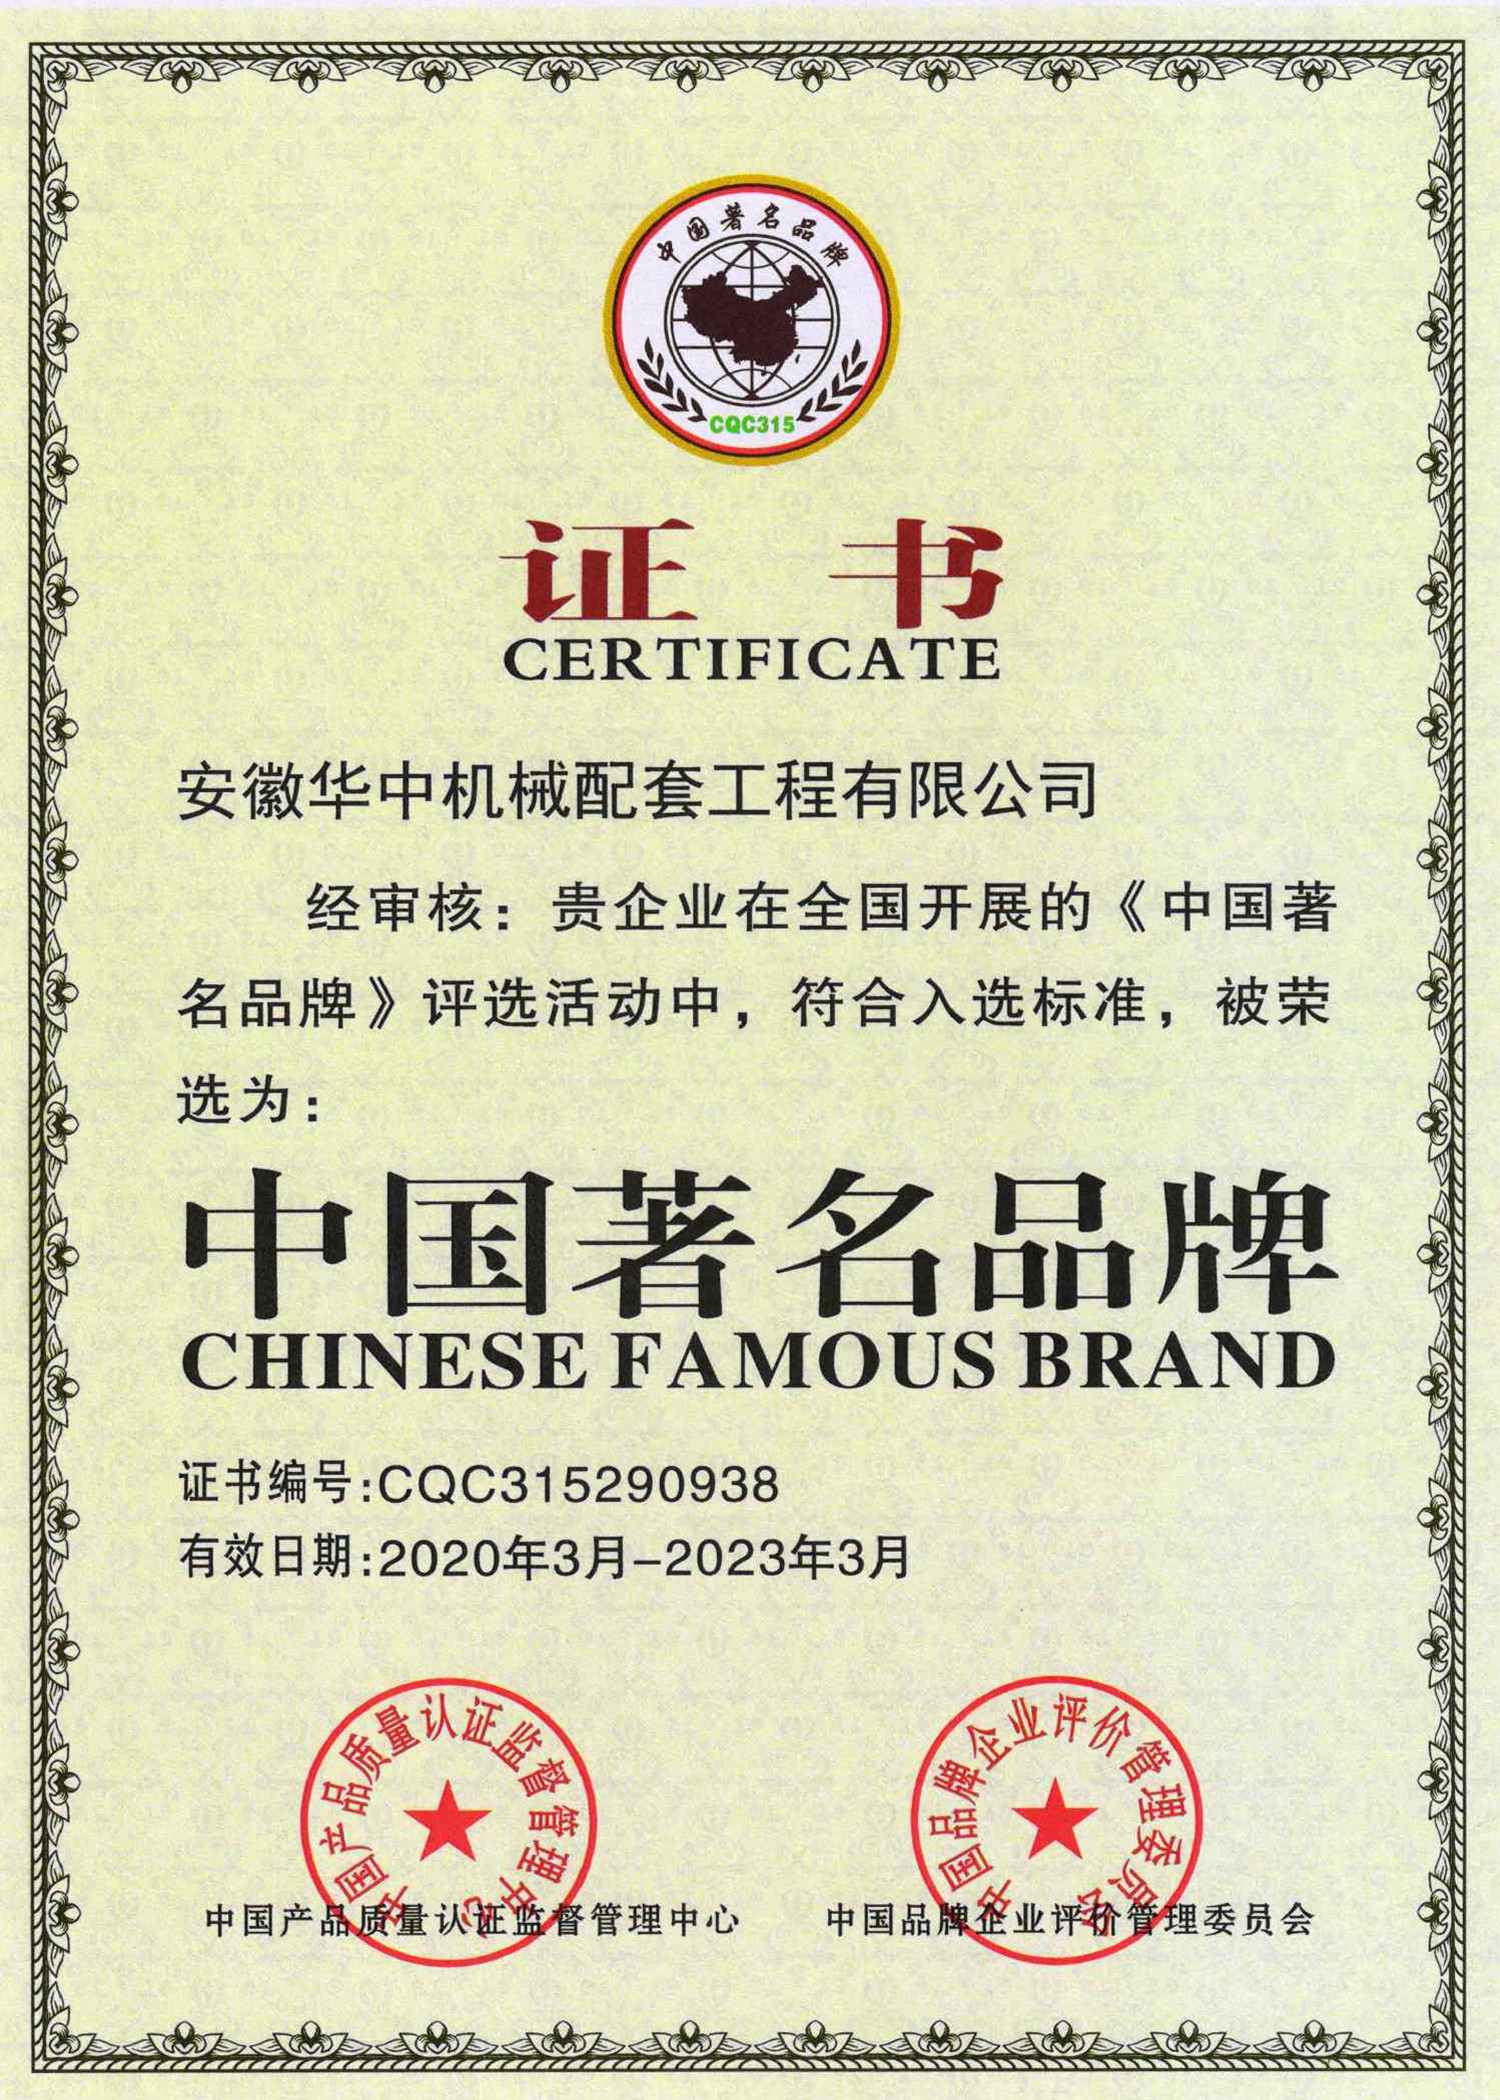 中国著名品牌
CQC315
证书
CERTIFICATE
安徽华中机械配套工程有限公司
经审核：贵企业在全国开展的《中国著
名品牌》评选活动中，符合入选标准，被荣
选为：
中国著名品牌
CHINESE FAMOUS BRAND
证书编号:CQC315290938
有效日期:2020年3月-2023年3月
中国产品质量认证监督管理中心
中国品牌企业评价管理委员会
中国产品质量认证监督管理中心
中国品牌企业评价管理委员会